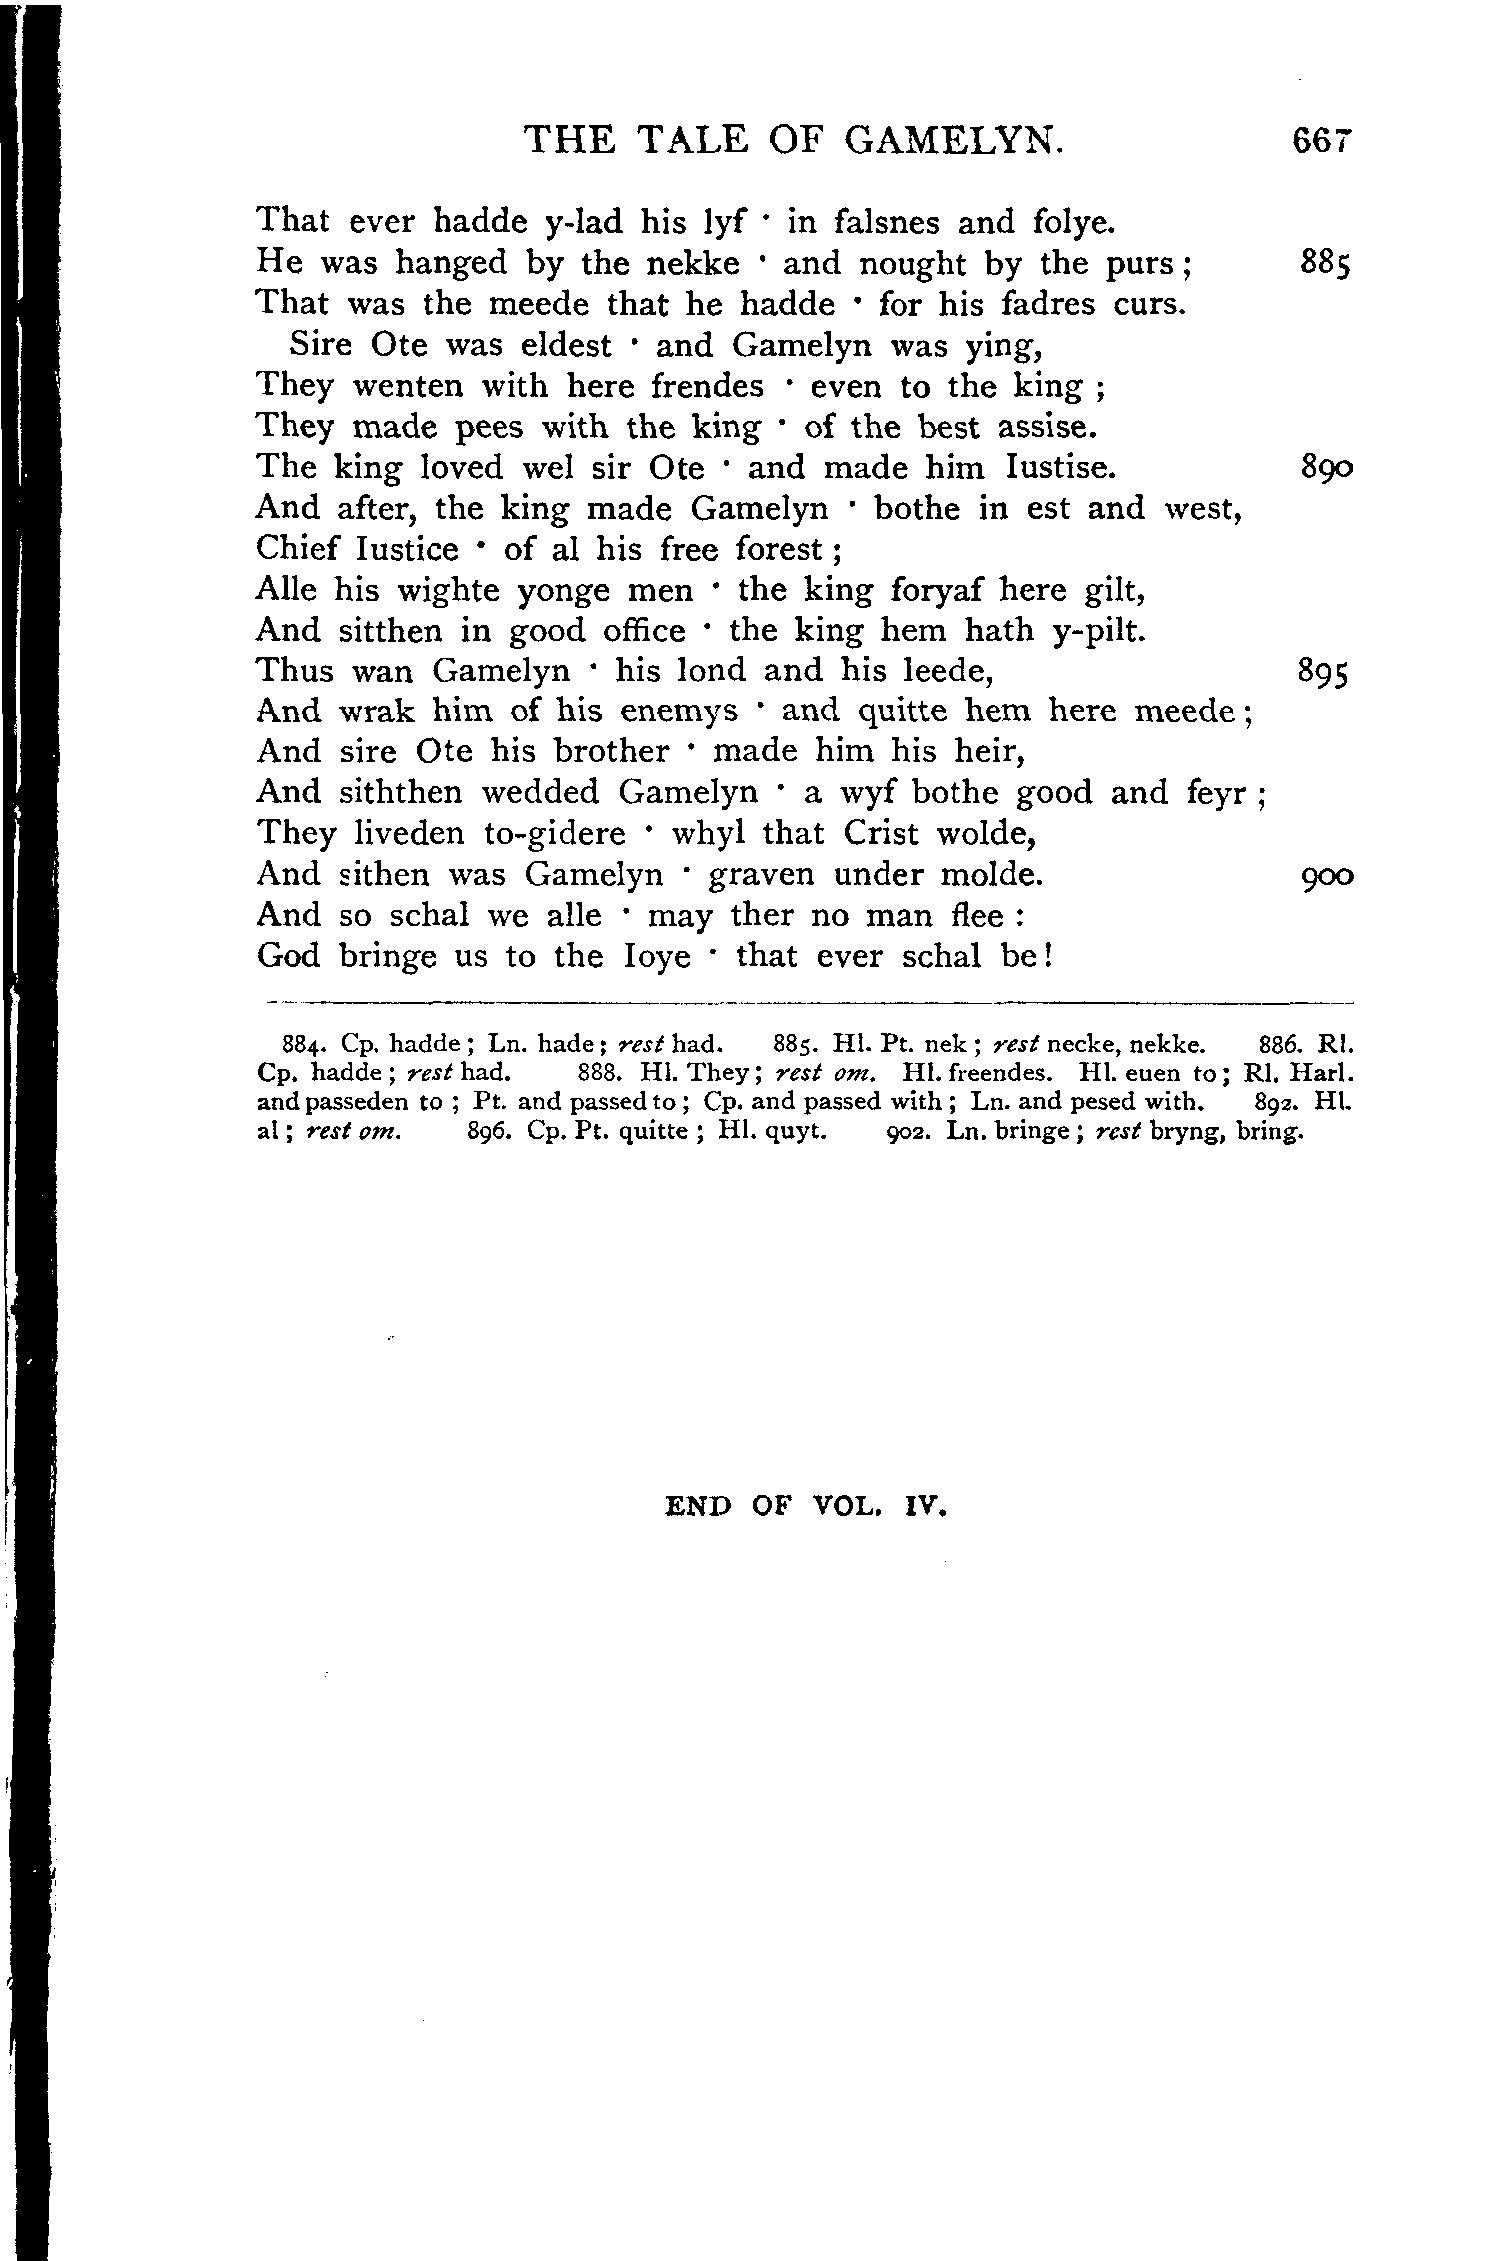 THE TALE OF GAMELYN. 667
That ever hadde y-lad his lyf · in falsnes and folye.
He was hanged by the nekke · and nought by the purs ; 885
That was the meede that he hadde · for his fadres curs.
Sire Ote was eldest · and Gamelyn was ying,
They wenten with here frendes · even to the king ;
They made pees with the king · of the best assise.
The king loved wel sir Ote · and made him Iustise. 890
And after, the king made Gamelyn · bothe in est and west,
Chief Iustice · of al his free forest ;
Alle his wighte yonge men · the king foryaf here gilt,
And sitthen in good office · the king hem hath y-pilt.
Thus wan Gamelyn · his lond and his leede, 895
And wrak him of his enemys · and quitte hem here meede ;
And sire Ote his brother · made him his heir,
And siththen wedded Gamelyn · a wyf bothe good and feyr ;
They liveden to-gidere · whyl that Crist wolde,
And sithen was Gamelyn · graven under molde. 900
And so schal we alle · may ther no man flee :
God bringe us to the Ioye · that ever schal be!
884. Cp. hadde ; Ln. hade ; rest had. 885. Hl. Pt. nek ; rest necke, nekke. 886. Rl.
Cp. hadde ; rest had. 888. Hl. They ; rest om. Hl. freendes. Hl. euen to ; Rl. Harl.
and passeden to ; Pt. and passed to ; Cp. and passed with ; Ln. and pesed with. 892. Hl.
al ; rest om. 896. Cp. Pt. quitte ; Hl. quyt. 902. Ln. bringe ; rest bryng, bring.
END OF VOL. IV.